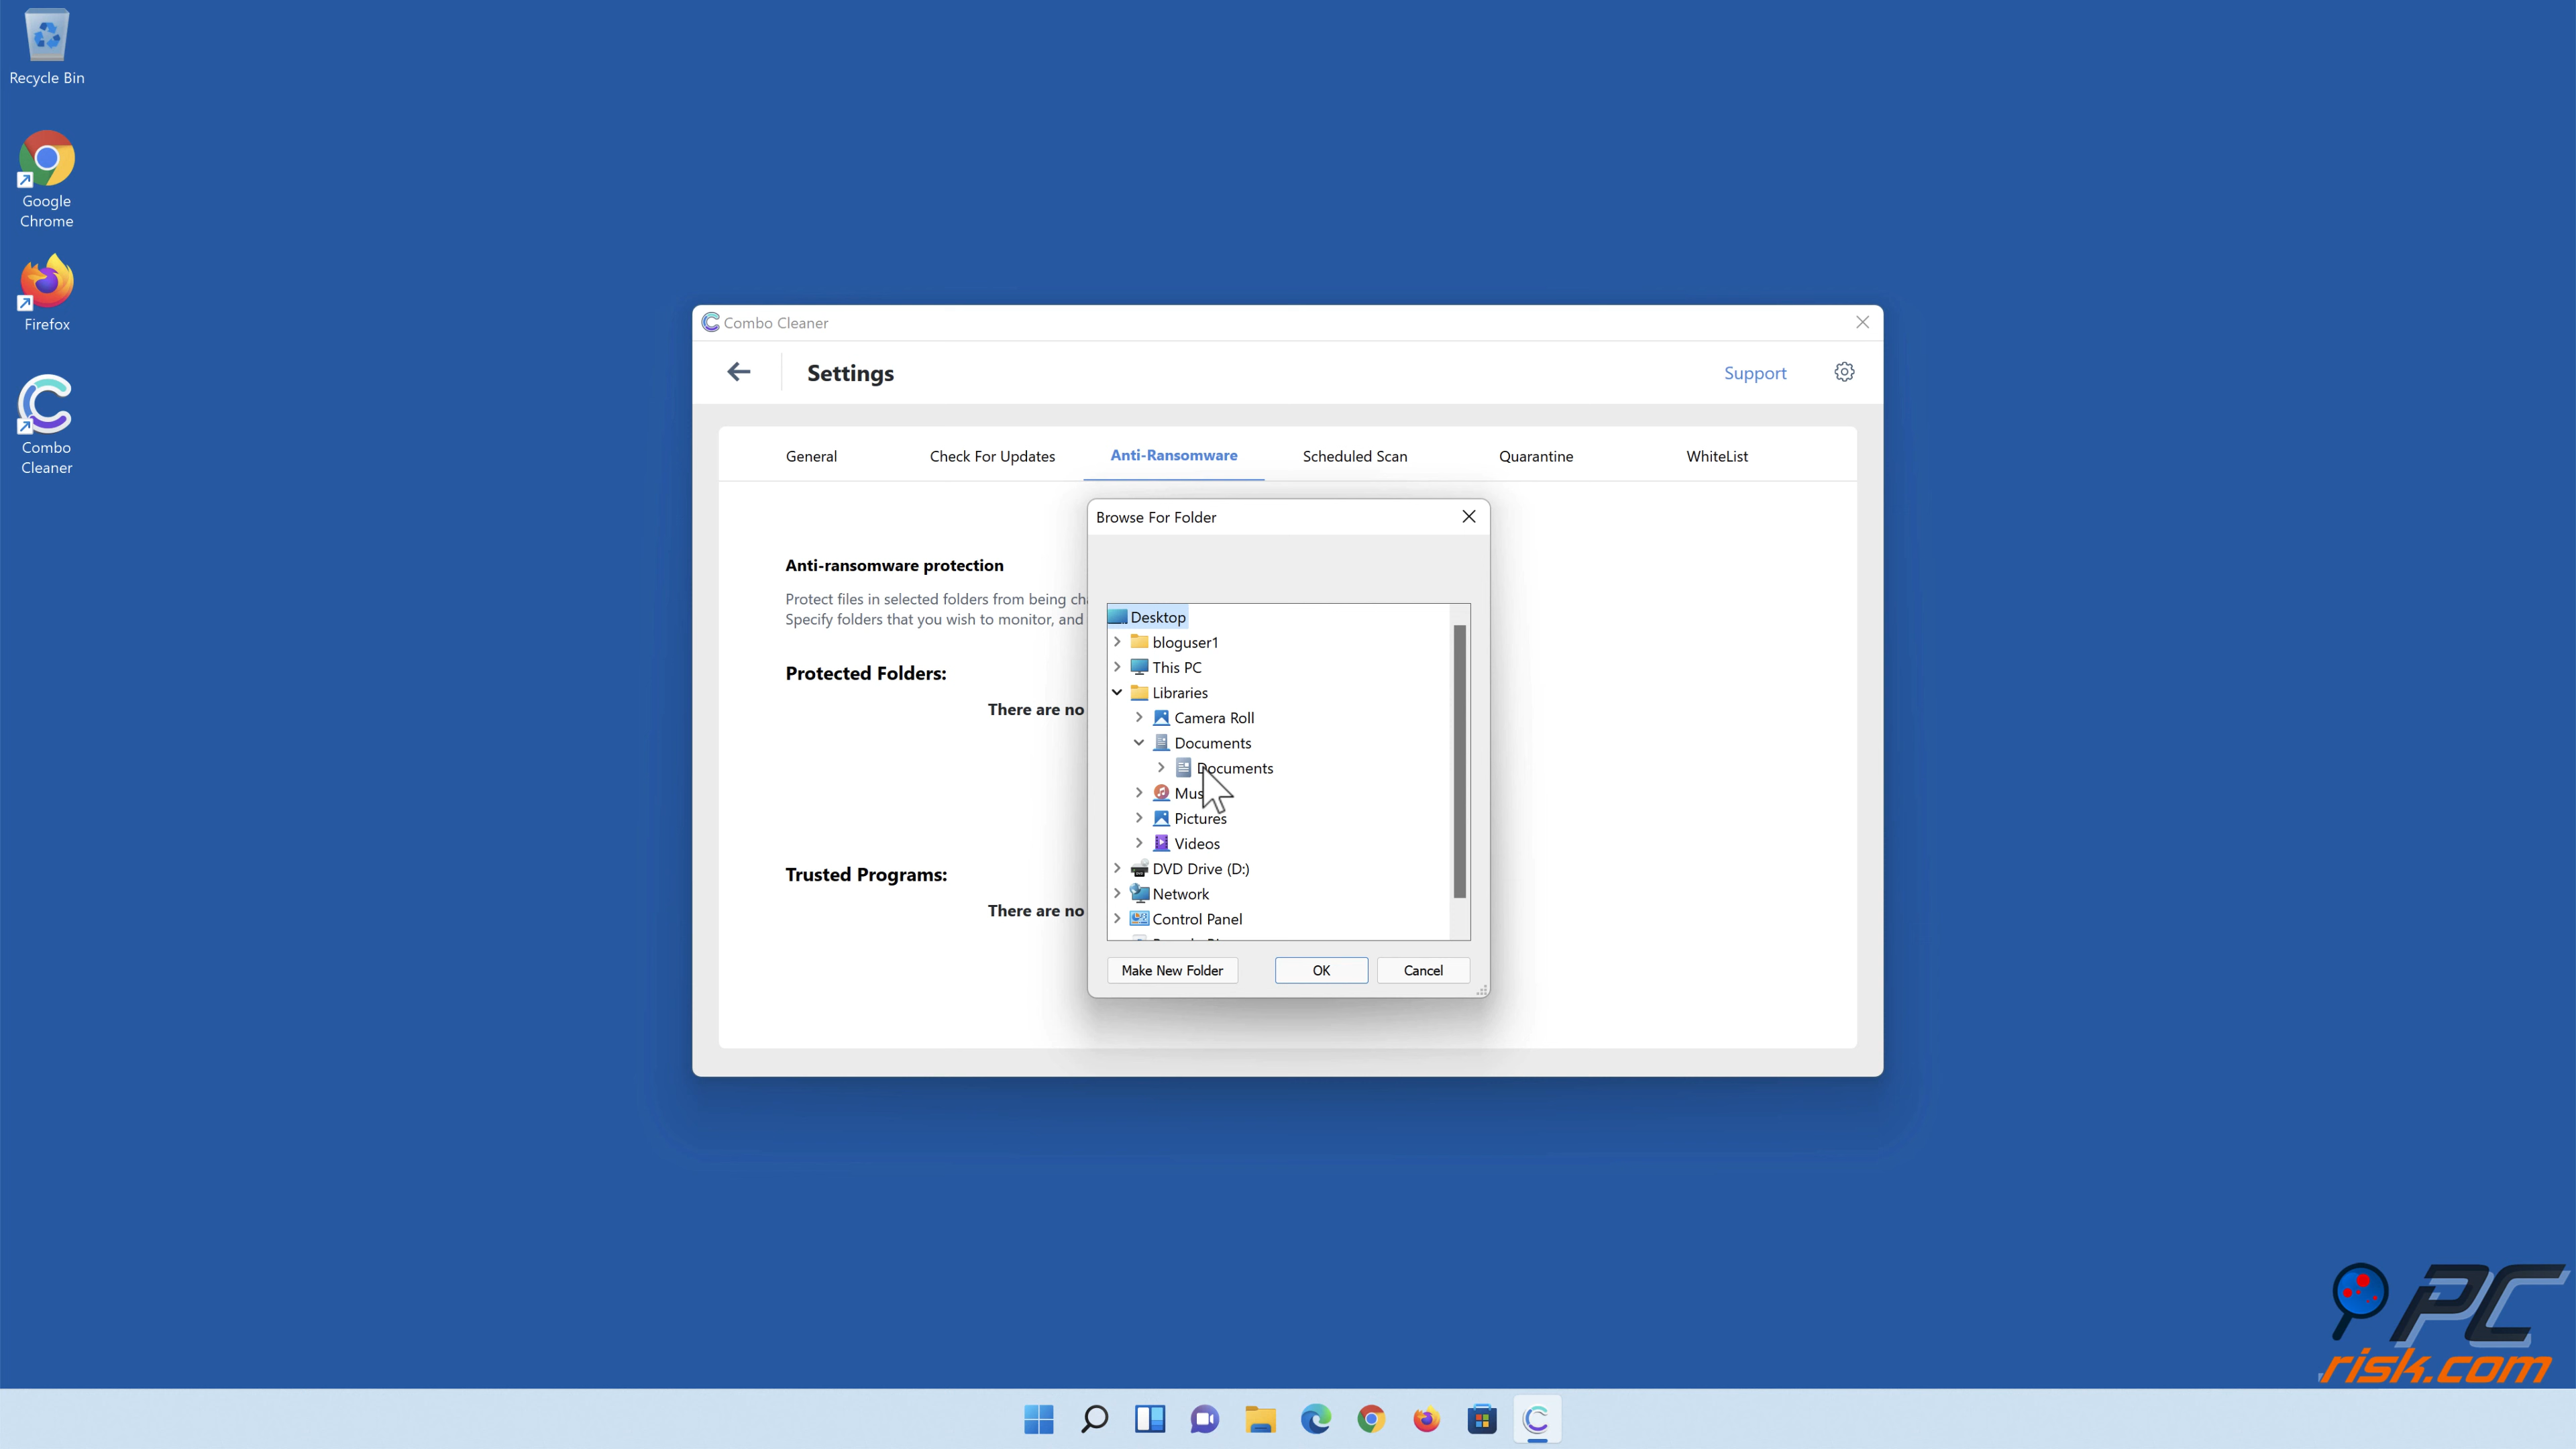 Recycle Bin
Google
Chrome
Firefox
Combo
Cleaner
Combo Cleaner
Settings
Support
General
Check For Updates
Anti-Ransomware
Scheduled Scan
Quarantine
WhiteList
Anti-ransomware protection
Protect files in selected folders from being
Specify folders that you wish to monitor, and
Protected Folders:
There are no
Trusted Programs:
There are no
Browse For Folder
Desktop
bloguser1
This PC
Libraries
Camera Roll
Documents
Documents
Mus
Pictures
Videos
DVD Drive (D:)
Network
Control Panel
Make New Folder
OK
Cancel
PC
risk.com